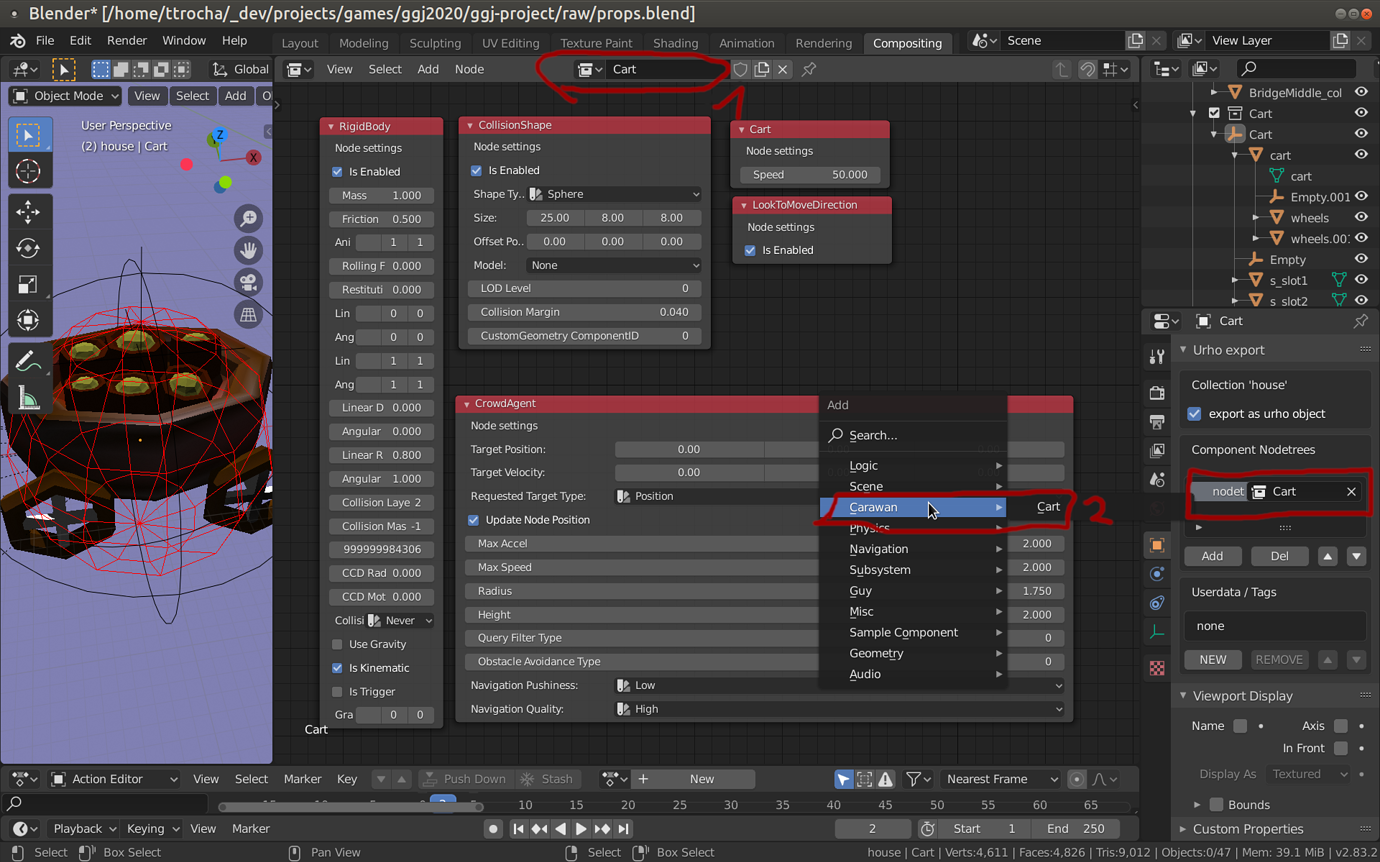 Blender* [/home/ttrocha/_dev/projects/games/ggj2020/ggj-project/raw/props.blend]
File Edit Render Window Help
Layout Modeling Sculpting UV Editing Texture Paint Shading Animation Rendering Compositing
Scene
View Layer
Global
View Select Add Node
Cart
Object Mode View Select Add
User Perspective
(2) house | Cart
Z
X
RigidBody
Node settings
Is Enabled
Mass 1.000
Friction 0.500
Ani 1 1
Rolling F 0.000
Restituti 0.000
Lin 0 0
Ang 0 0
Lin 1 1
Ang 1 1
Linear D 0.000
Angular 0.000
Linear R 0.800
Angular 1.000
Collision Laye 2
Collision Mas -1
999999984306
CCD Rad 0.000
CCD Mot 0.000
Collisi Never
Use Gravity
Is Kinematic
Is Trigger
Gra 0 0
Cart
CollisionShape
Node settings
Is Enabled
Shape Ty.. Sphere
Size: 25.00 8.00 8.00
Offset Po.. 0.00 0.00 0.00
Model: None
LOD Level 0
Collision Margin 0.040
CustomGeometry ComponentID 0
1
Cart
Node settings
Speed 50.000
LookToMoveDirection
Node settings
Is Enabled
CrowdAgent
Node settings
Target Position: 0.00
Target Velocity: 0.00
Requested Target Type: Position
Update Node Position
Max Accel 2.000
Max Speed 2.000
Radius 1.750
Height 2.000
Query Filter Type 0
Obstacle Avoidance Type 0
Navigation Pushiness: Low
Navigation Quality: High
Add
Search...
Logic
Scene
Carawan
Physics
Navigation
Subsystem
Guy
Misc
Sample Component
Geometry
Audio
Cart
2
BridgeMiddle_col
Cart
Cart
cart
cart
Empty.001
wheels
wheels.00
Empty
s_slot1
s_slot2
Cart
Urho export
Collection 'house'
export as urho object
Component Nodetrees
nodet Cart
Add Del
Userdata / Tags
none
NEW REMOVE
Viewport Display
Name Axis
In Front
Display As Textured
Bounds
Custom Properties
Action Editor View Select Marker Key Push Down Stash New Nearest Frame
2 10 15 20 25 30 35 40 45 50 55 60 65
Playback Keying View Marker
2 Start 1 End 250
Select Box Select Pan View Select Box Select
house | Cart | Verts:4,611 | Faces:4,826 | Tris:9,012 | Objects:0/47 | Mem: 39.1 MiB | v2.83.2